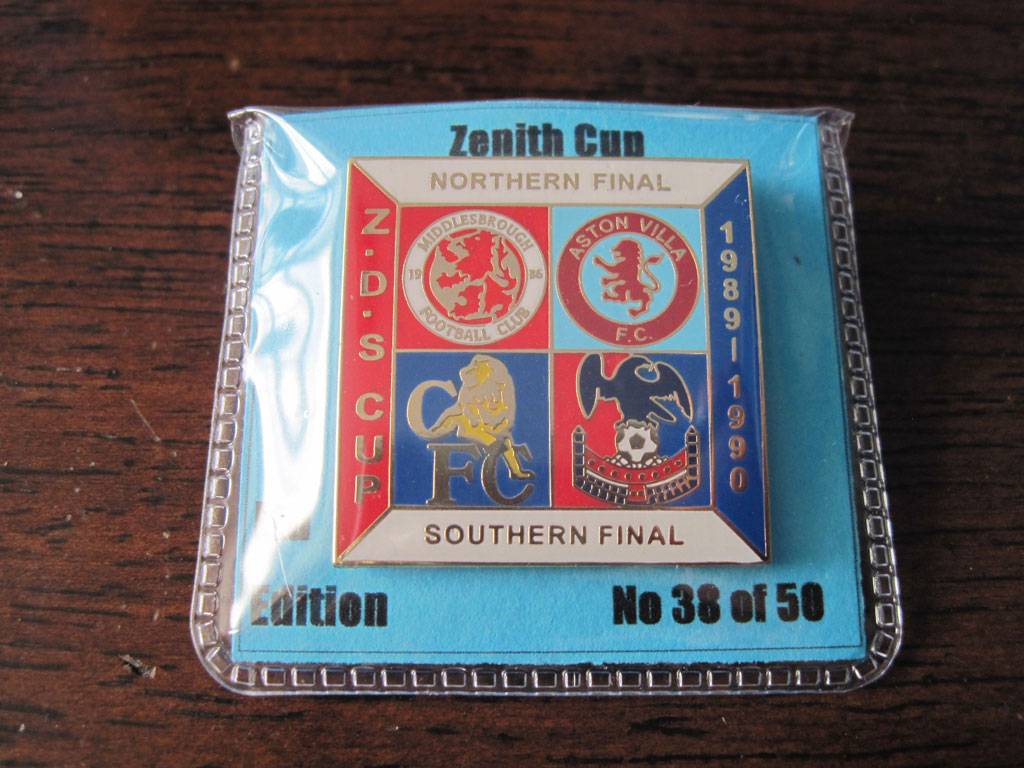 Zenith Cup
NORTHERN FINAL
Z.D.S CUP
MIDDLESBROUGH
19 86
FOOTBALL CLUB
ASTON VILLA
F.C.
1989/1990
CFC
SOUTHERN FINAL
Edition
No 38 of 50